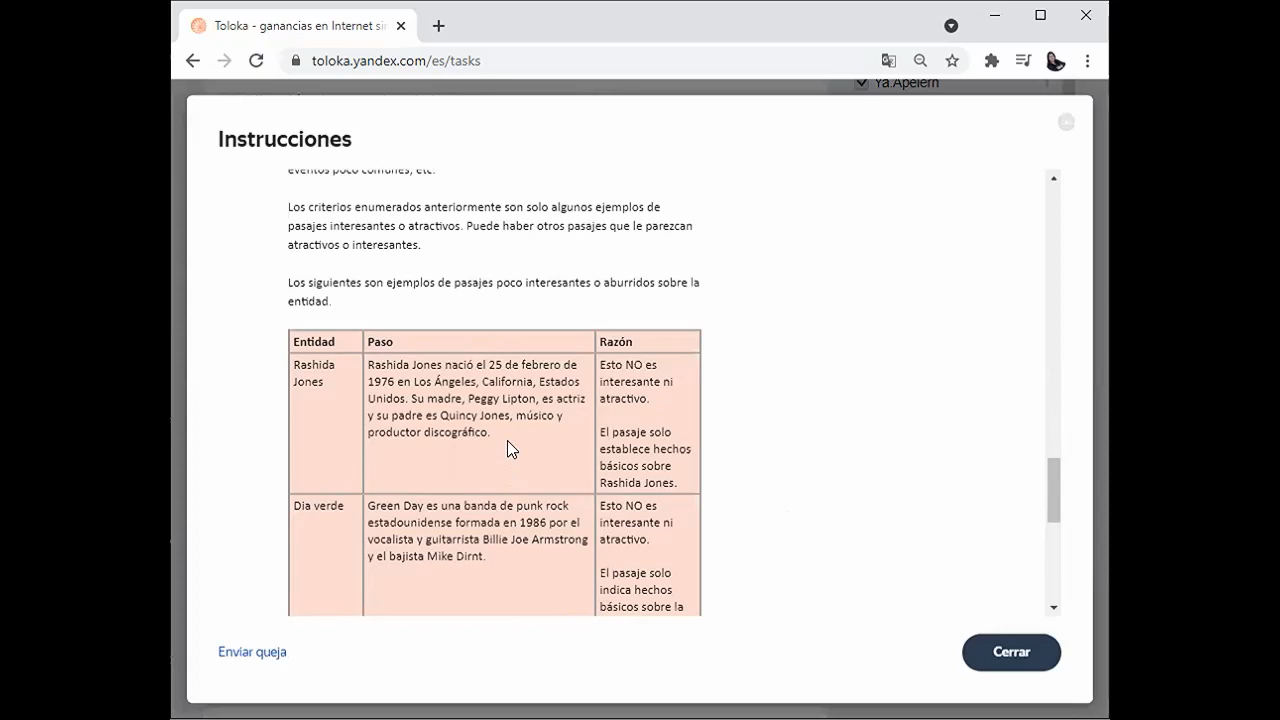 Toloka - ganancias en Internet sin
toloka.yandex.com/es/tasks
Ya.Apelern
Instrucciones
eventos poco comunes, etc.
Los criterios enumerados anteriormente son solo algunos ejemplos de
pasajes interesantes o atractivos. Puede haber otros pasajes que le parezcan
atractivos o interesantes.
Los siguientes son ejemplos de pasajes poco interesantes o aburridos sobre la
entidad.
Entidad Paso Razón
Rashida
Jones
Rashida Jones nació el 25 de febrero de
1976 en Los Ángeles, California, Estados
Unidos. Su madre, Peggy Lipton, es actriz
y su padre es Quincy Jones, músico y
productor discográfico.
Esto NO es
interesante ni
atractivo.
El pasaje solo
establece hechos
básicos sobre
Rashida Jones.
Dia verde
Green Day es una banda de punk rock
estadounidense formada en 1986 por el
vocalista y guitarrista Billie Joe Armstrong
y el bajista Mike Dirnt.
Esto NO es
interesante ni
atractivo.
El pasaje solo
indica hechos
básicos sobre la
Enviar queja
Cerrar